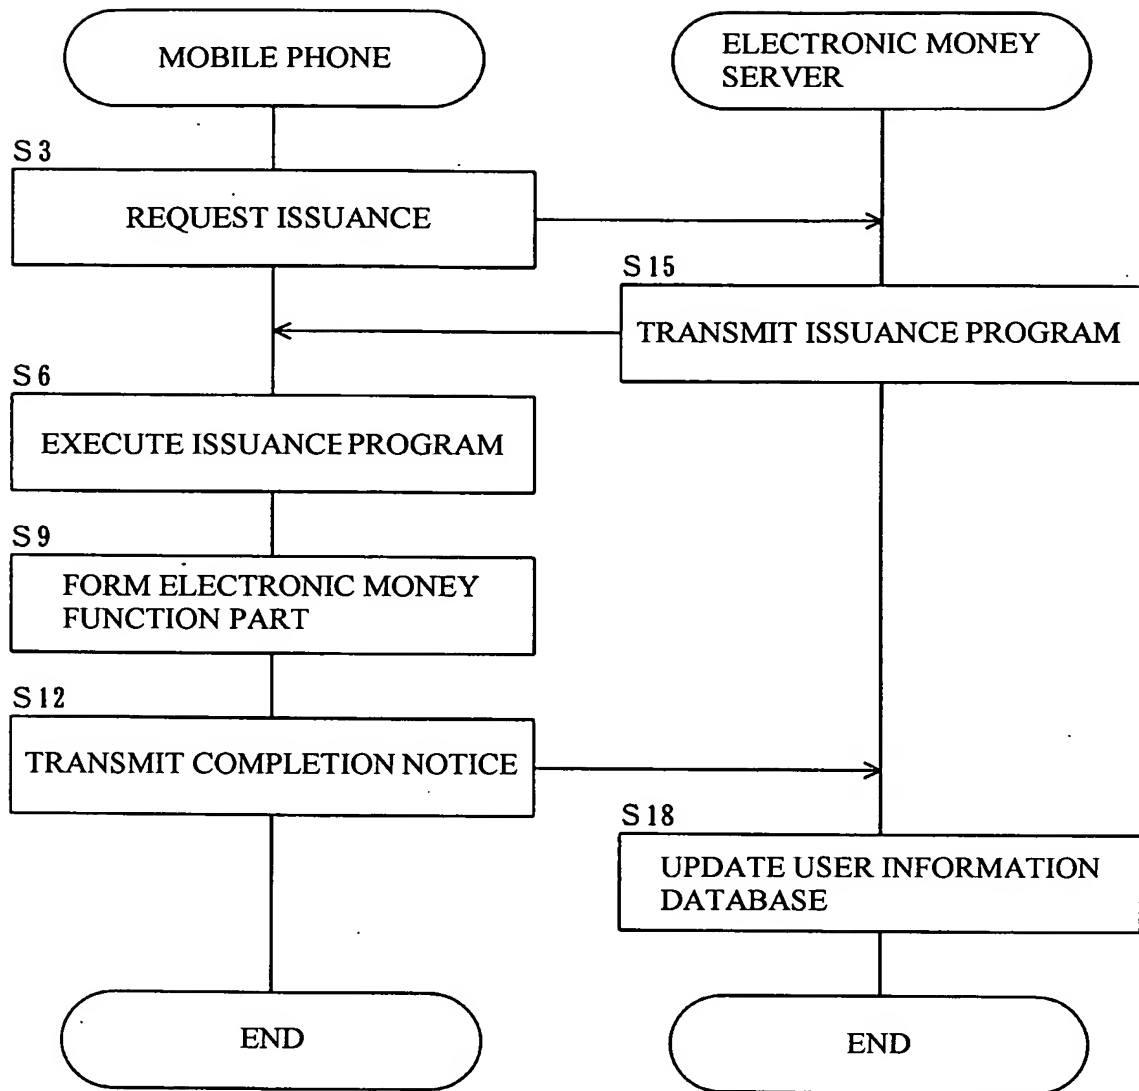 MOBILE PHONE
ELECTRONIC MONEY
SERVER
S3
REQUEST ISSUANCE
S15
TRANSMIT ISSUANCE PROGRAM
S6
EXECUTE ISSUANCE PROGRAM
S9
FORM ELECTRONIC MONEY
FUNCTION PART
S12
TRANSMIT COMPLETION NOTICE
S18
UPDATE USER INFORMATION
DATABASE
END
END